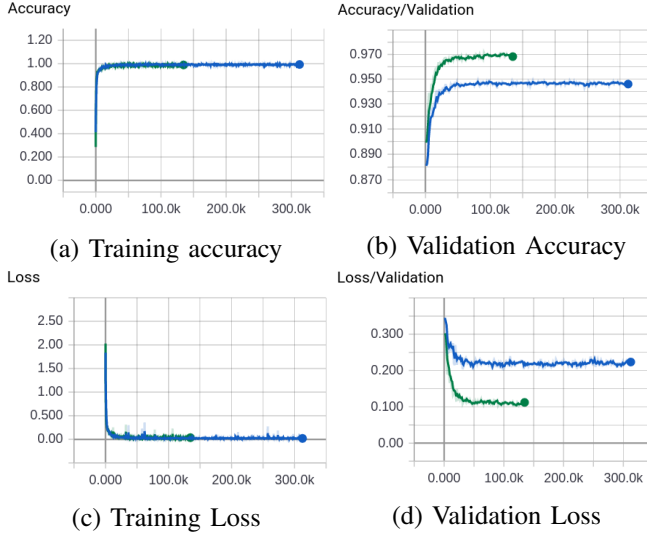 Accuracy
1.20
1.00
0.800
0.600
0.400
0.200
0.00
0.000 100.0k 200.0k 300.0k
(a) Training accuracy
Accuracy/Validation
0.970
0.950
0.930
0.910
0.890
0.870
0.000 100.0k 200.0k 300.0k
(b) Validation Accuracy
Loss
2.50
2.00
1.50
1.00
0.500
0.00
0.000 100.0k 200.0k 300.0k
(c) Training Loss
Loss/Validation
0.300
0.200
0.100
0.00
0.000 100.0k 200.0k 300.0k
(d) Validation Loss